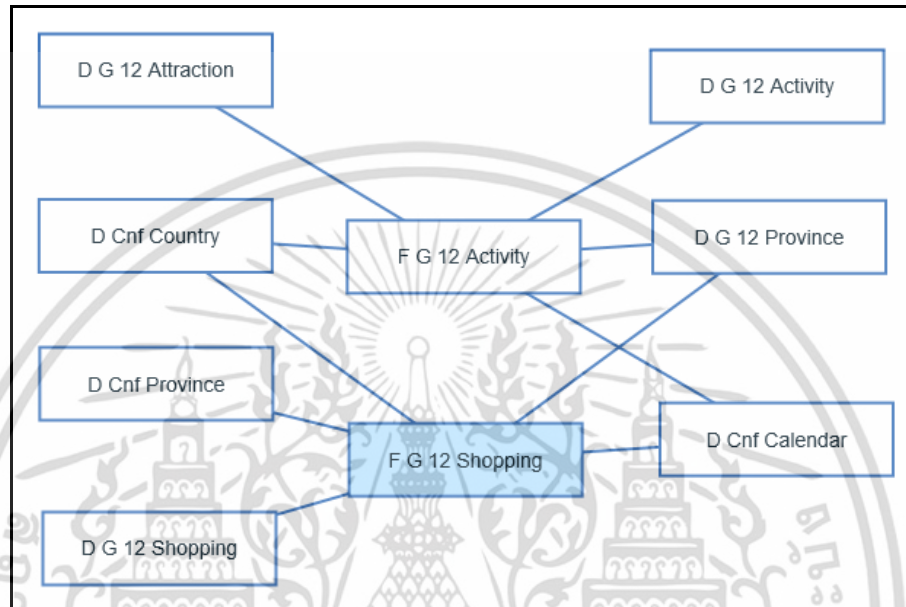 D G 12 Attraction
D G 12 Activity
D Cnf Country
F G 12 Activity
D G 12 Province
D Cnf Province
F G 12 Shopping
D Cnf Calendar
D G 12 Shopping